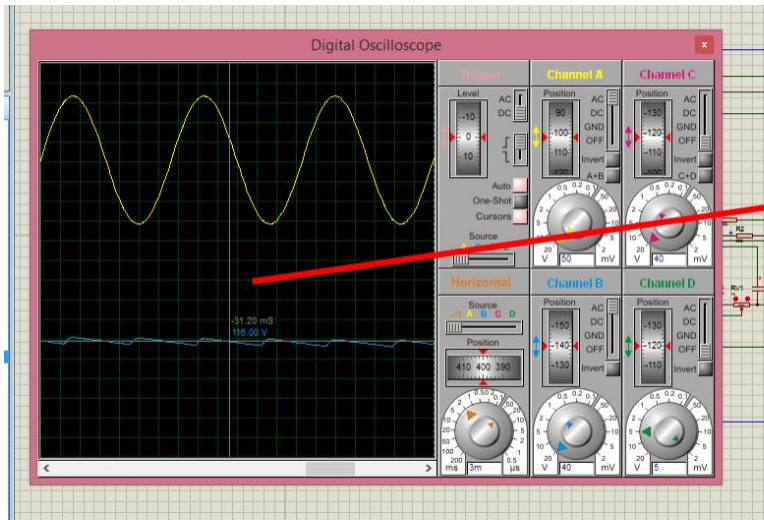 Digital Oscilloscope
x
Trigger
Level
AC
DC
-10
0
10
Auto
One-Shot
Cursors
Source
Channel A
Position
AC
DC
GND
OFF
90
100
110
Invert
A+B
V
50
mV
Channel C
Position
AC
DC
GND
OFF
-130
-120
-110
Invert
C+D
V
40
mV
-31.20 mS
116.00 V
Horizontal
Source
A B C D
Position
410 400 390
ms
3m
µs
Channel B
Position
AC
DC
GND
OFF
-150
-140
-130
Invert
V
40
mV
Channel D
Position
AC
DC
GND
OFF
-130
-120
-110
Invert
V
5
mV
R2
RV1